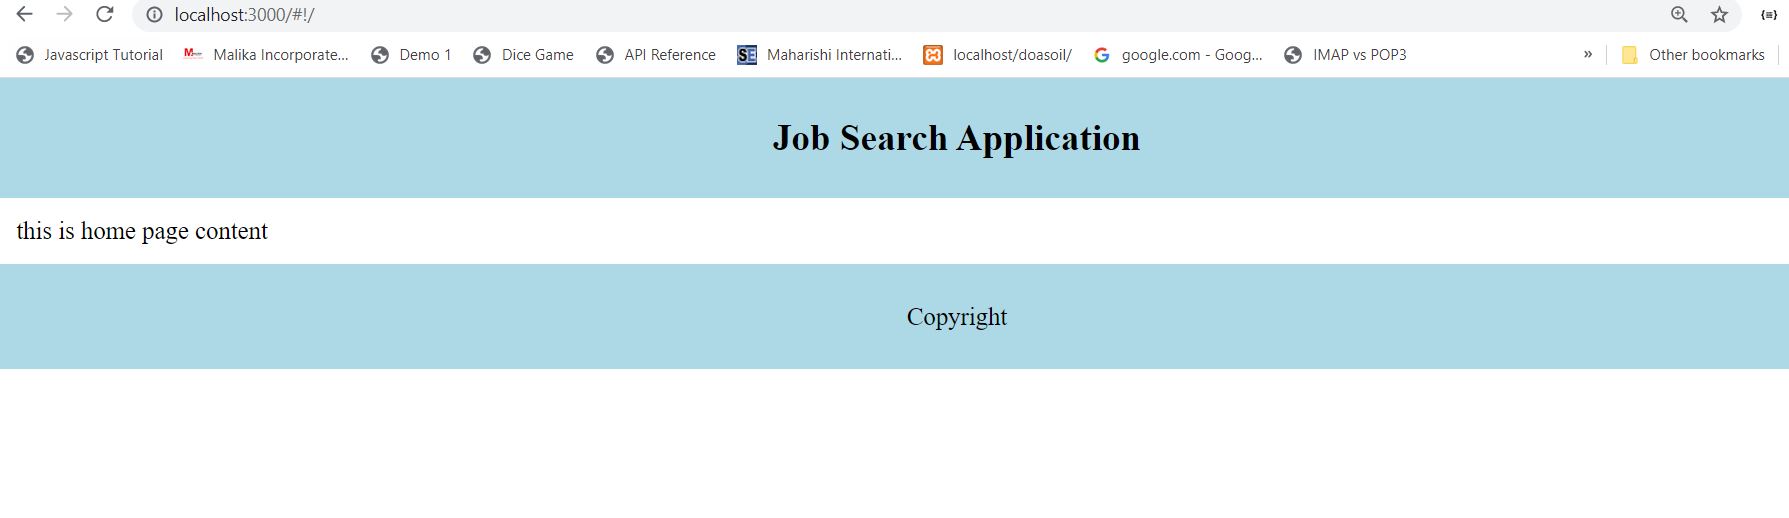 localhost:3000/#!/
Javascript Tutorial Malika Incorporate... Demo 1 Dice Game API Reference SE Maharishi Internati... localhost/doasoil/ google.com - Goog... IMAP vs POP3 » Other bookmarks
Job Search Application
this is home page content
Copyright